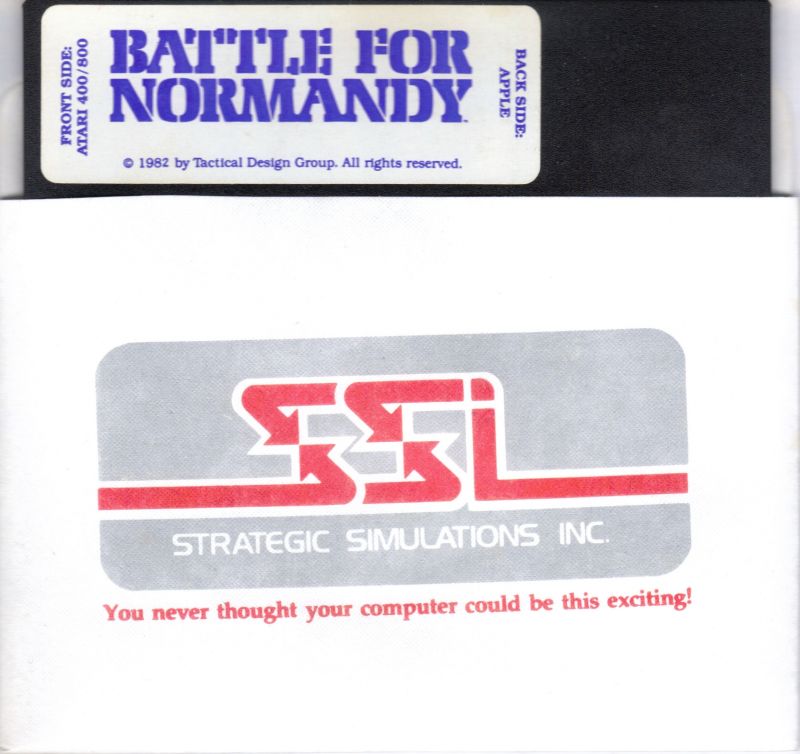 FRONT SIDE:
ATARI 400/800
BATTLE FOR
NORMANDY™
© 1982 by Tactical Design Group. All rights reserved.
BACK SIDE:
APPLE
SSI
STRATEGIC SIMULATIONS INC.
You never thought your computer could be this exciting!